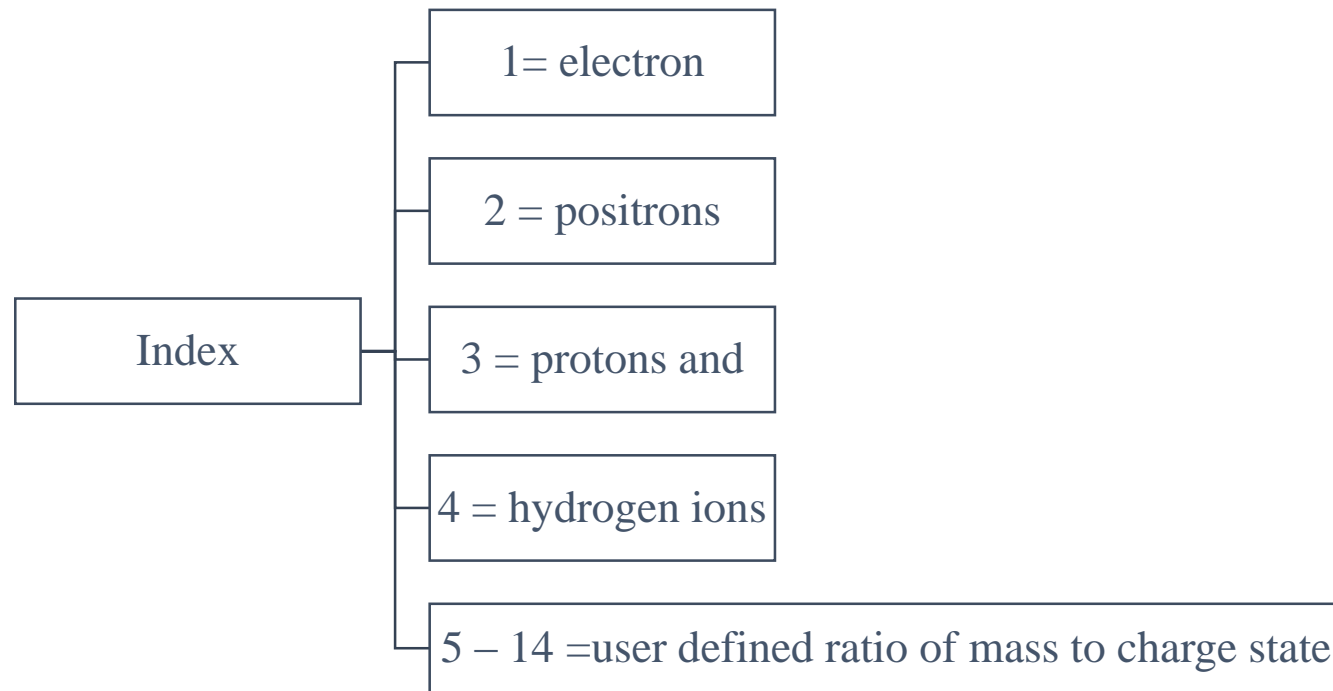 1= electron
2 = positrons
Index
3 = protons and
4 = hydrogen ions
5 – 14 =user defined ratio of mass to charge state